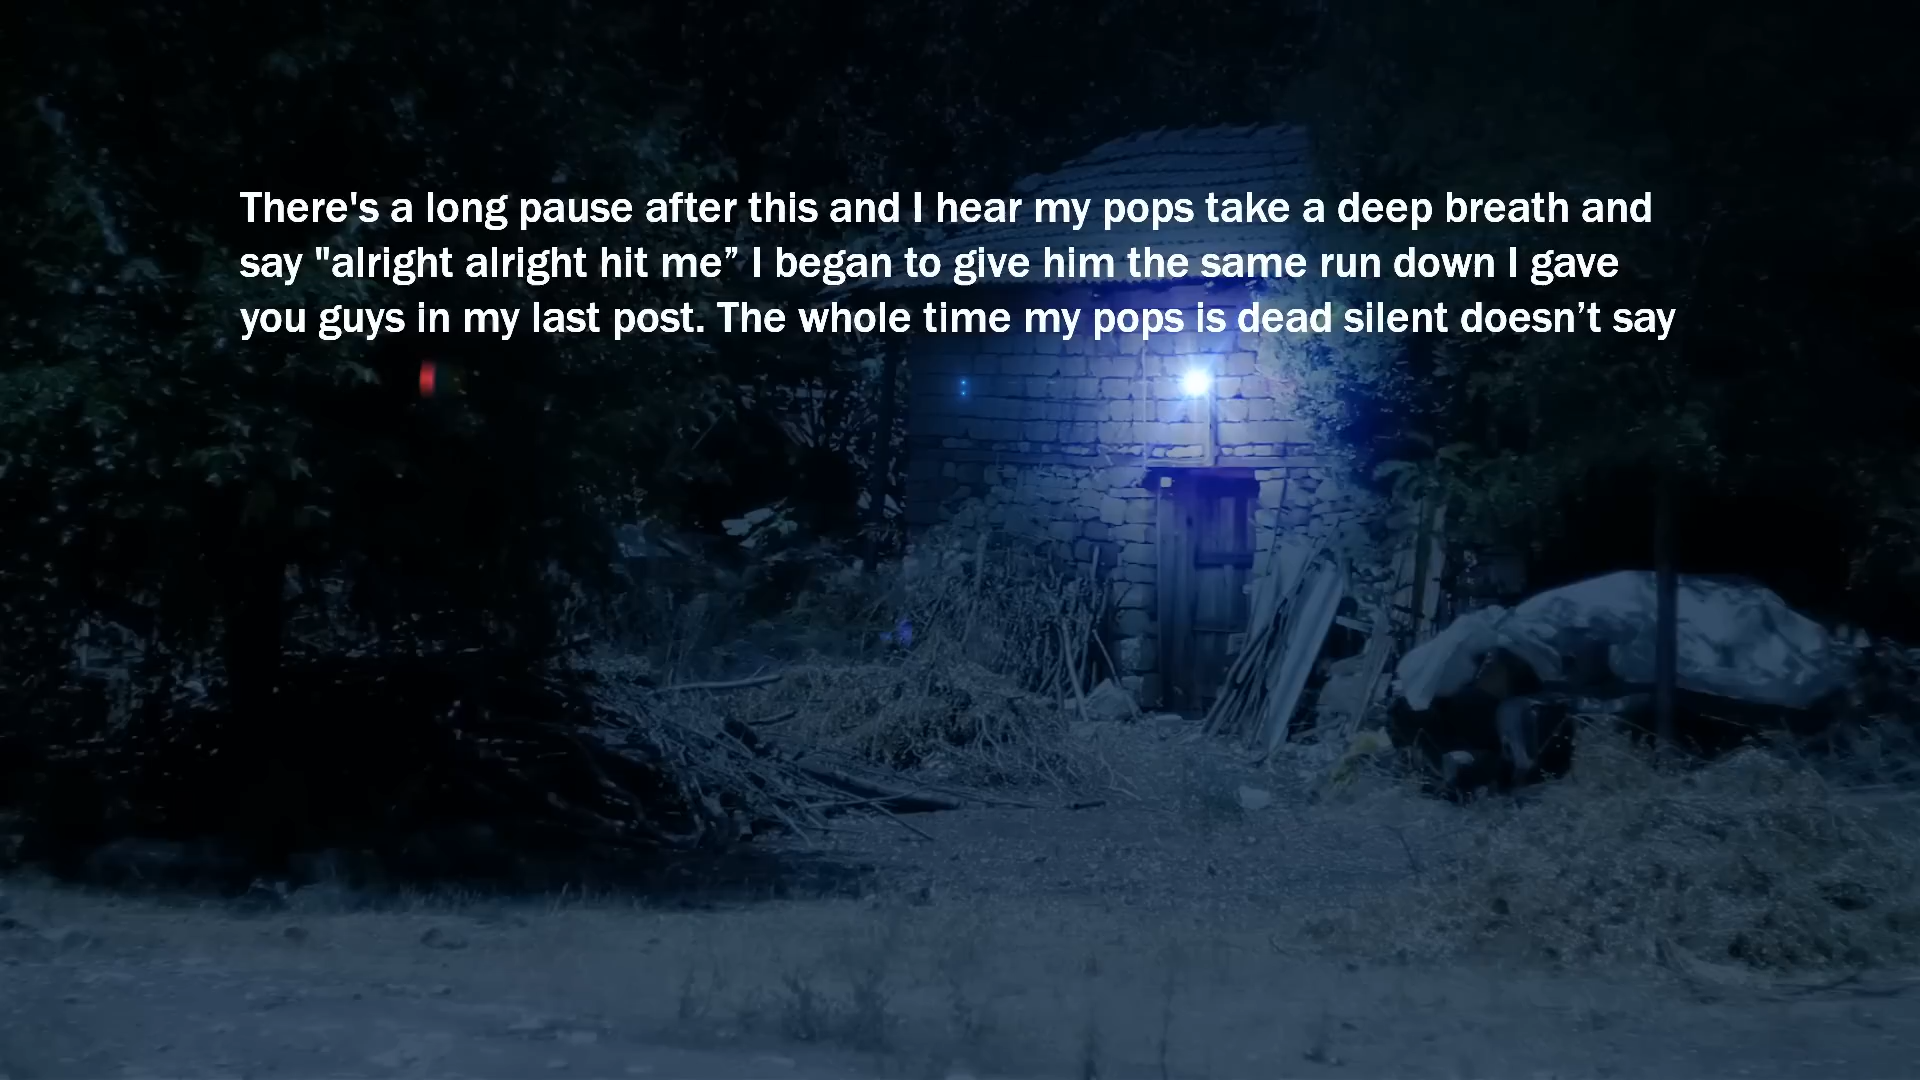 There's a long pause after this and I hear my pops take a deep breath and
say "alright alright hit me” I began to give him the same run down I gave
you guys in my last post. The whole time my pops is dead silent doesn’t say